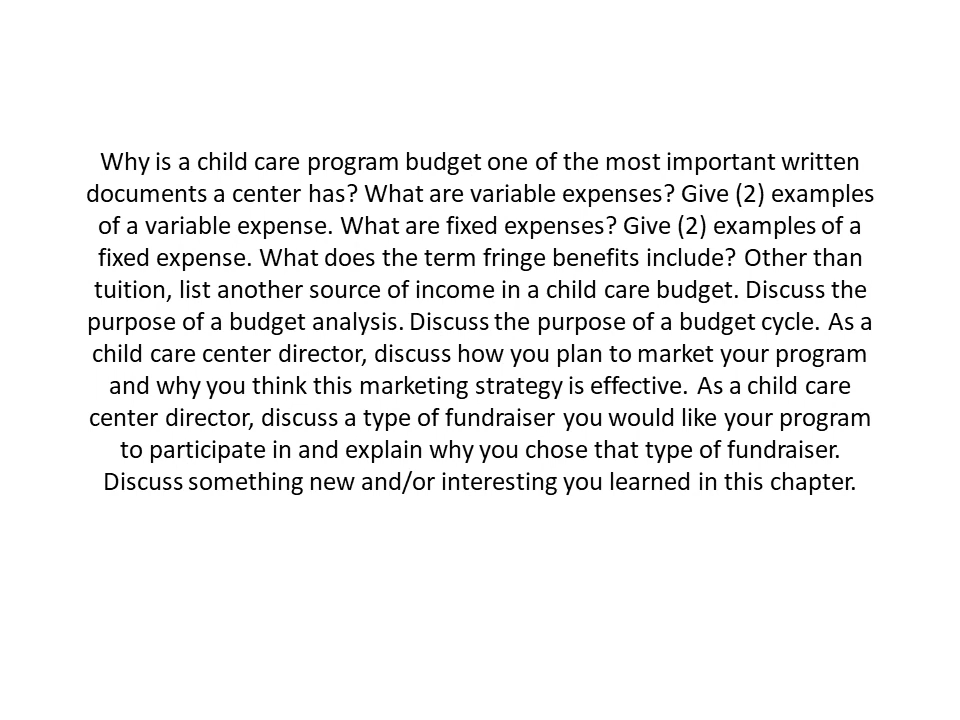 Why is a child care program budget one of the most important written
documents a center has? What are variable expenses? Give (2) examples
of a variable expense. What are fixed expenses? Give (2) examples of a
fixed expense. What does the term fringe benefits include? Other than
tuition, list another source of income in a child care budget. Discuss the
purpose of a budget analysis. Discuss the purpose of a budget cycle. As a
child care center director, discuss how you plan to market your program
and why you think this marketing strategy is effective. As a child care
center director, discuss a type of fundraiser you would like your program
to participate in and explain why you chose that type of fundraiser.
Discuss something new and/or interesting you learned in this chapter.